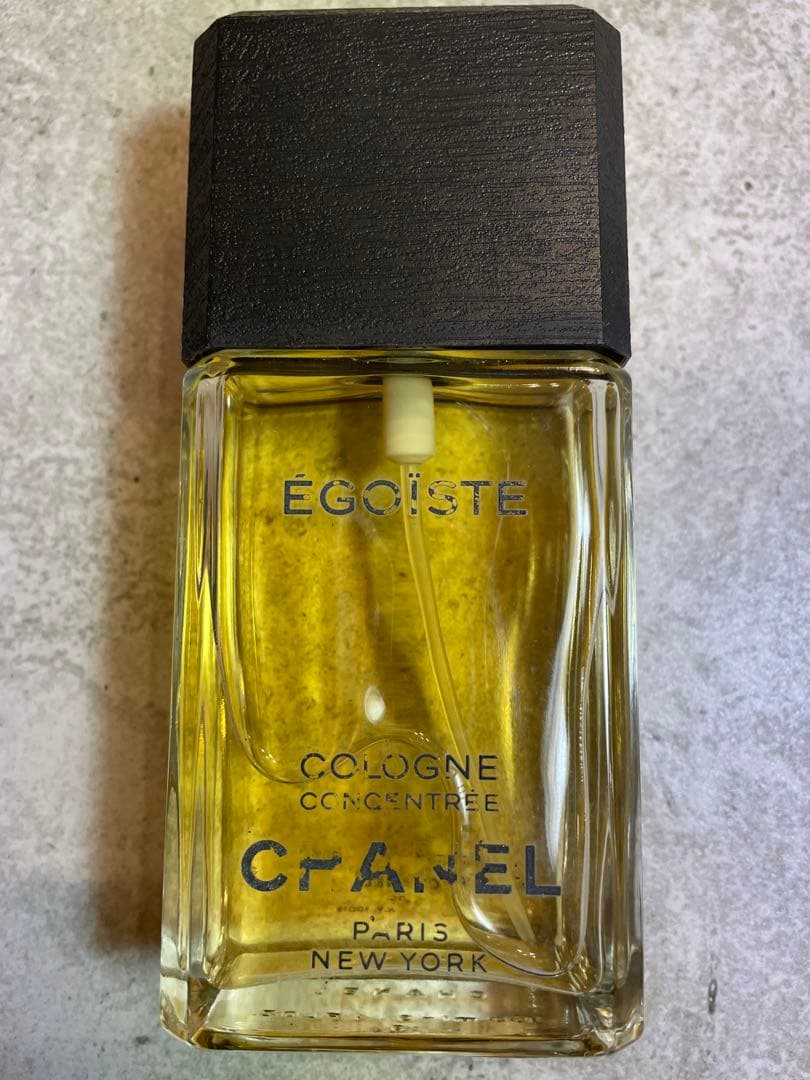 ÉGOÏSTE
COLOGNE
CONCENTRÉE
CHANEL
PARIS
NEW YORK